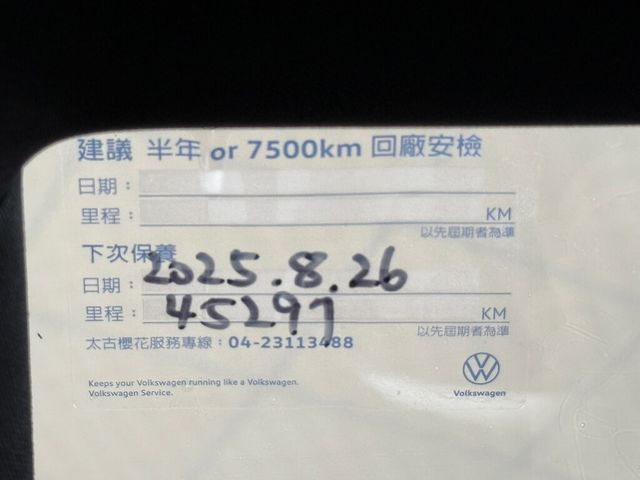 建議 半年 or 7500km 回廠安檢
日期：
里程： KM
以先屆期者為準
下次保養
日期： 2025.8.26
里程： 45297 KM
以先屆期者為準
太古櫻花服務專線：04-23113488
Keeps your Volkswagen running like a Volkswagen.
Volkswagen Service.
Volkswagen